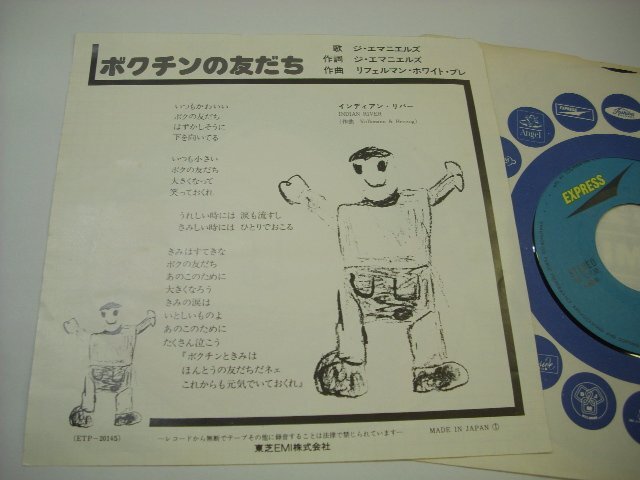 ボクチンの友だち
歌 ジ・エマニエルズ
作詞 ジ・エマニエルズ
作曲 リフェルマン・ホワイト・プレ
いつもかわいい
ボクの友だち
はずかしそうに
下を向いてる
いつも小さい
ボクの友だち
大きくなって
笑っておくれ
うれしい時には 涙も流すし
さみしい時には ひとりでおこる
きみはすてきな
ボクの友だち
あのこのために
大きくなろう
きみの涙は
いとしいものよ
あのこのために
たくさん泣こう
『ボクチンときみは
ほんとうの友だちだネェ
これからも元気でいておくれ』
インディアン・リバー
INDIAN RIVER
(ETP-20145)
―レコードから無断でテープその他に録音することは法律で禁じられています―
MADE IN JAPAN ①
東芝EMI株式会社
Angel
EXPRESS
EXPRESS